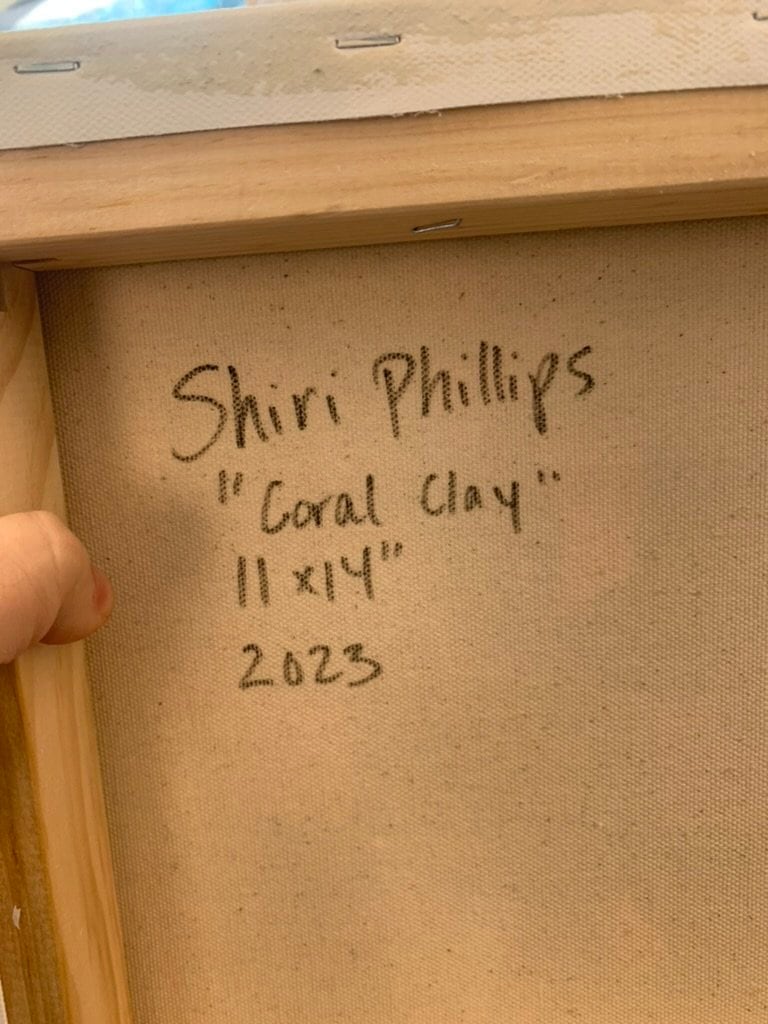 Shiri Phillips
"Coral Clay"
11x14"
2023